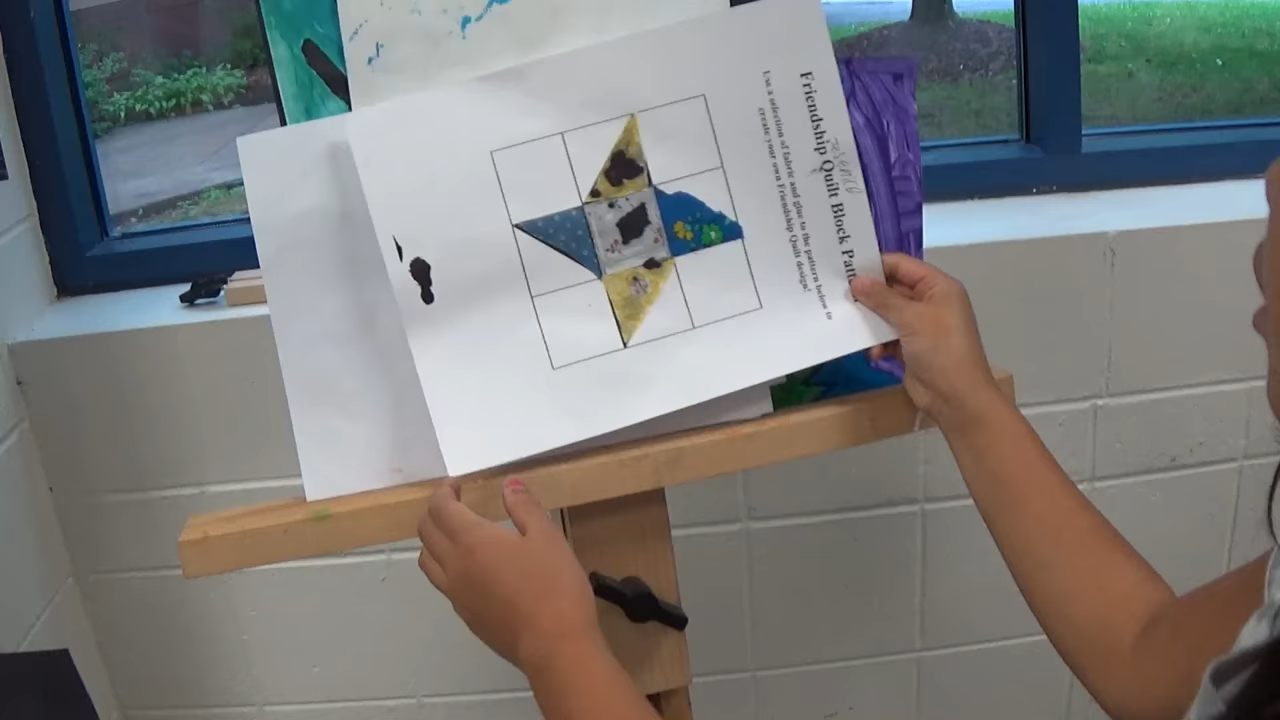 Friendship Quilt Block
Use a selection of fabric and glue to the pattern below to
create your own Friendship Quilt design!